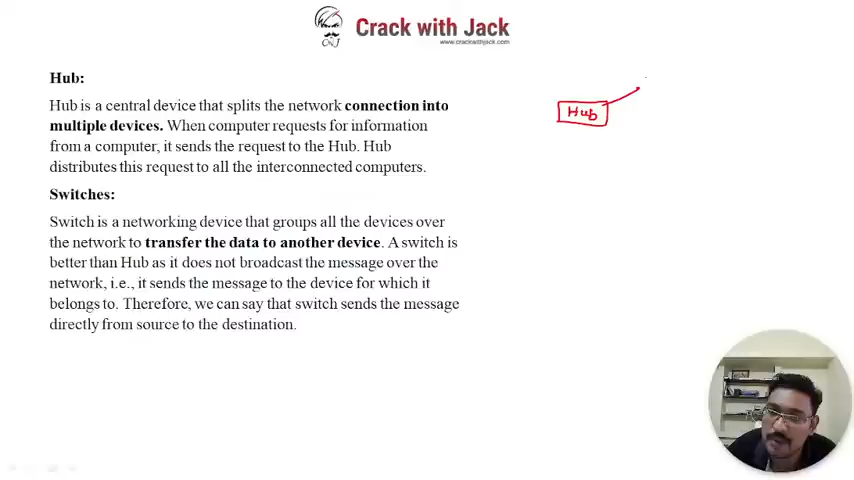 Crack with Jack
www.crackwithjack.com
Hub:
Hub is a central device that splits the network connection into
multiple devices. When computer requests for information
from a computer, it sends the request to the Hub. Hub
distributes this request to all the interconnected computers.
Hub
Switches:
Switch is a networking device that groups all the devices over
the network to transfer the data to another device. A switch is
better than Hub as it does not broadcast the message over the
network, i.e., it sends the message to the device for which it
belongs to. Therefore, we can say that switch sends the message
directly from source to the destination.